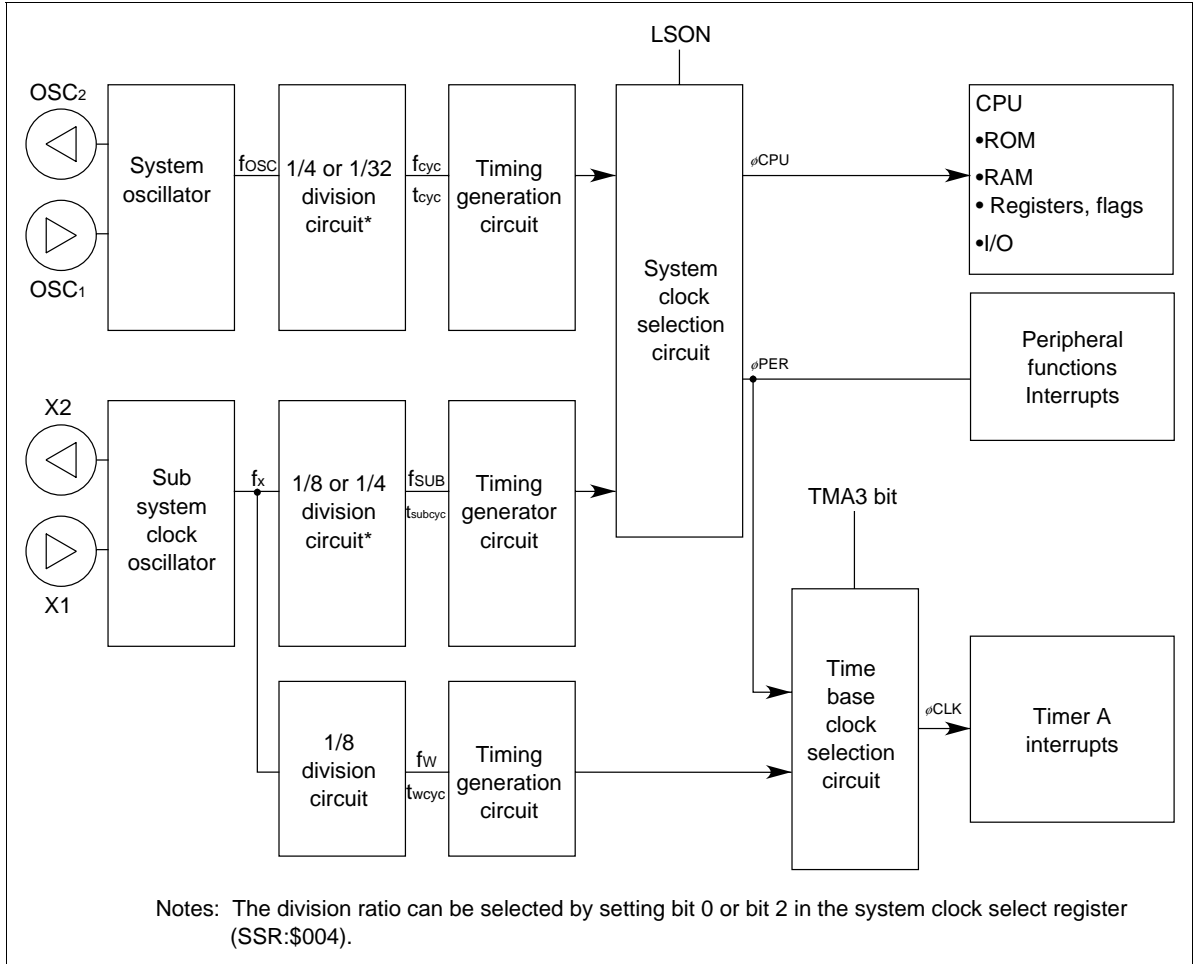 LSON
OSC2
OSC1
System
oscillator
fOSC
1/4 or 1/32
division
circuit*
fcyc
tcyc
Timing
generation
circuit
System
clock
selection
circuit
øCPU
CPU
•ROM
•RAM
• Registers, flags
•I/O
øPER
Peripheral
functions
Interrupts
X2
X1
Sub
system
clock
oscillator
fx
1/8 or 1/4
division
circuit*
fSUB
tsubcyc
Timing
generator
circuit
TMA3 bit
1/8
division
circuit
fW
twcyc
Timing
generation
circuit
Time
base
clock
selection
circuit
øCLK
Timer A
interrupts
Notes: The division ratio can be selected by setting bit 0 or bit 2 in the system clock select register
(SSR:$004).